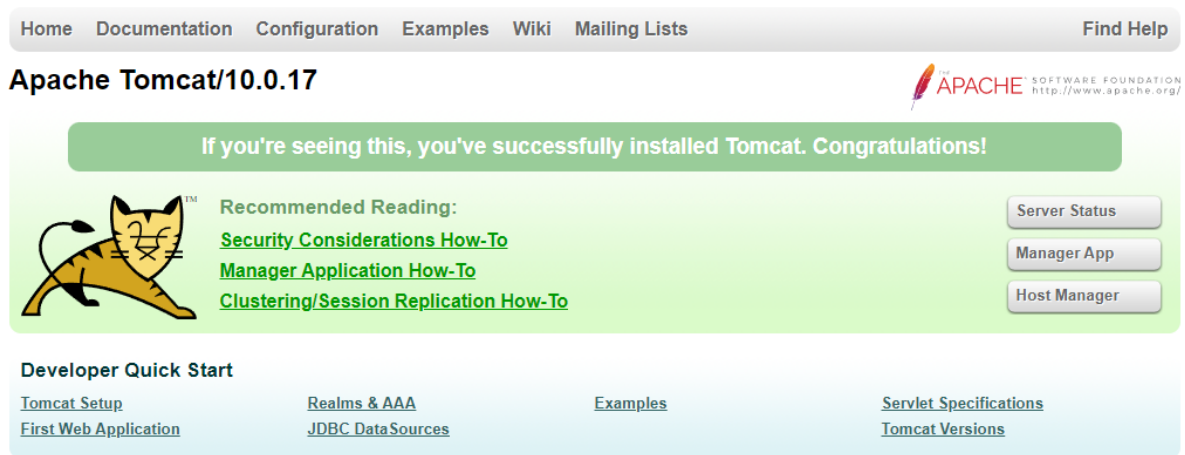 Home Documentation Configuration Examples Wiki Mailing Lists Find Help
Apache Tomcat/10.0.17
THE
APACHE SOFTWARE FOUNDATION
http://www.apache.org/
If you're seeing this, you've successfully installed Tomcat. Congratulations!
TM
Recommended Reading:
Security Considerations How-To
Manager Application How-To
Clustering/Session Replication How-To
Server Status
Manager App
Host Manager
Developer Quick Start
Tomcat Setup
First Web Application
Realms & AAA
JDBC DataSources
Examples
Servlet Specifications
Tomcat Versions